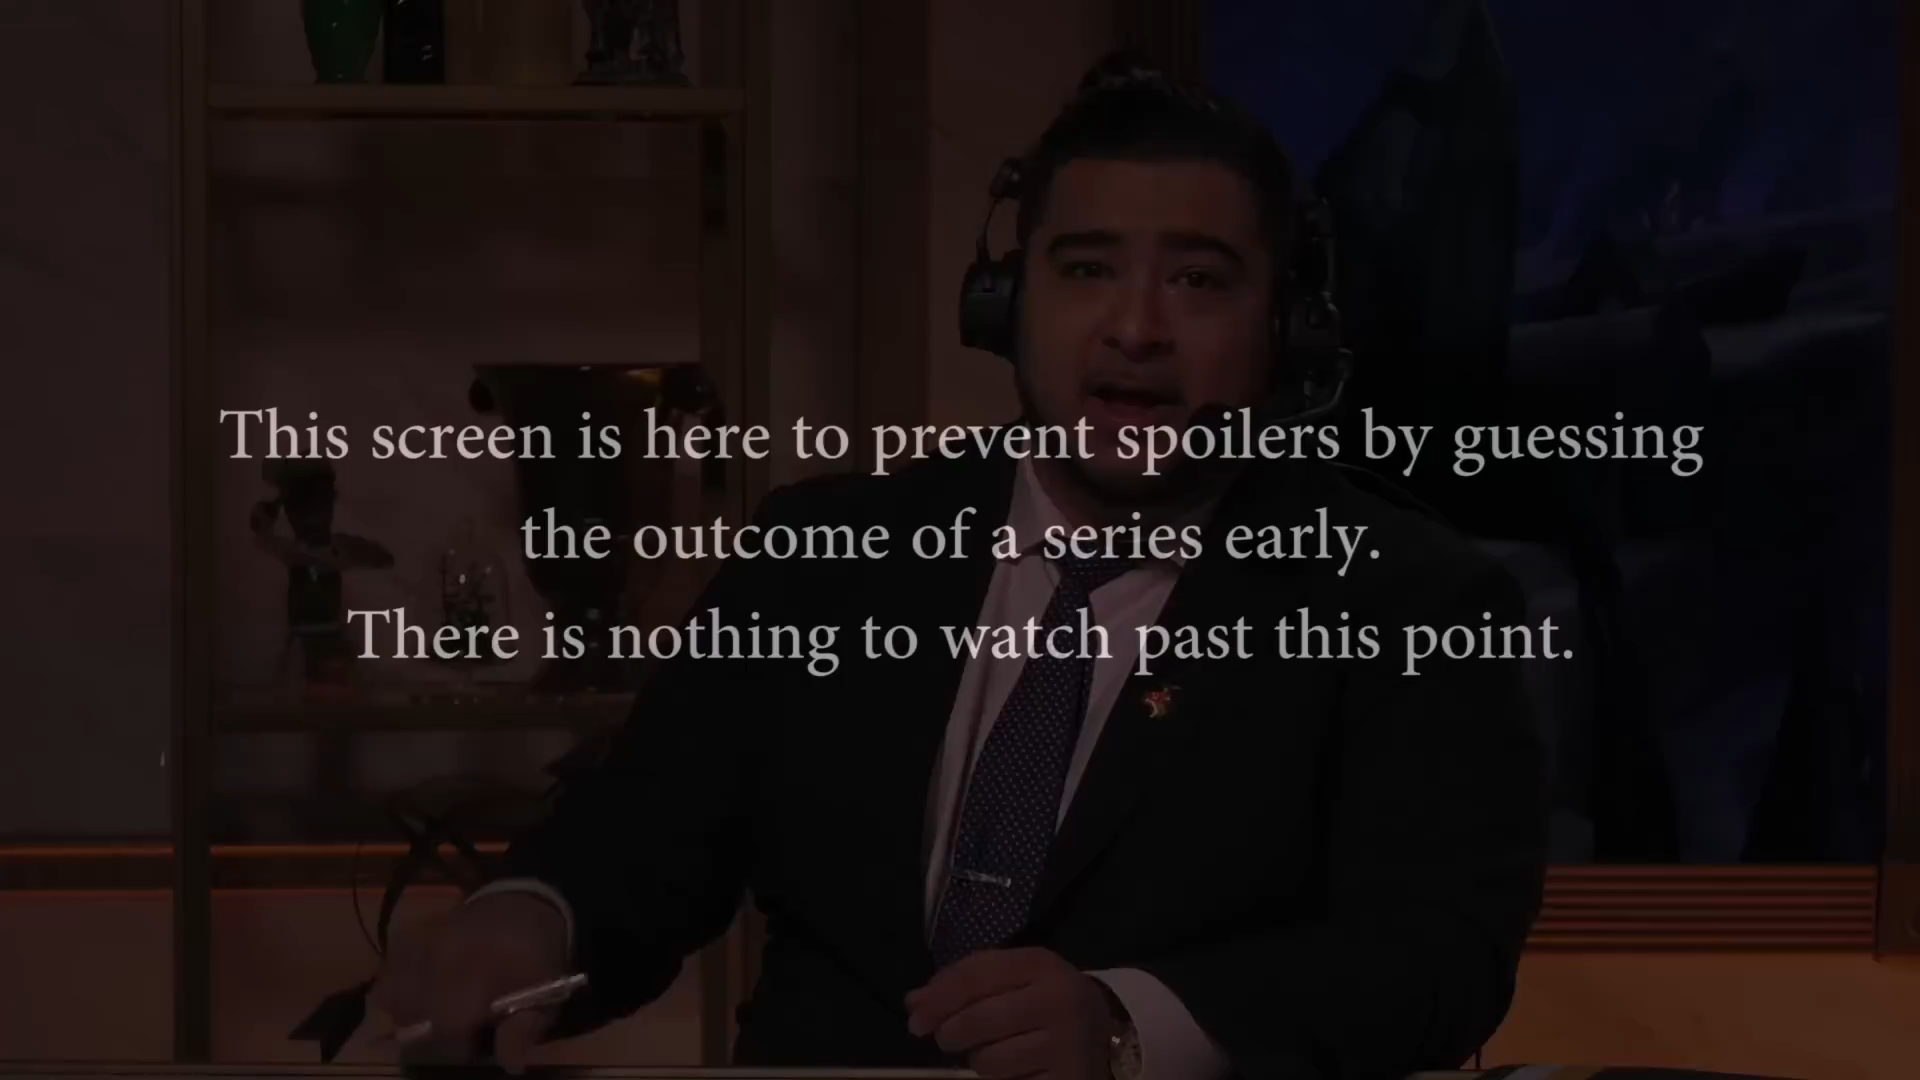 This screen is here to prevent spoilers by guessing
the outcome of a series early.
There is nothing to watch past this point.